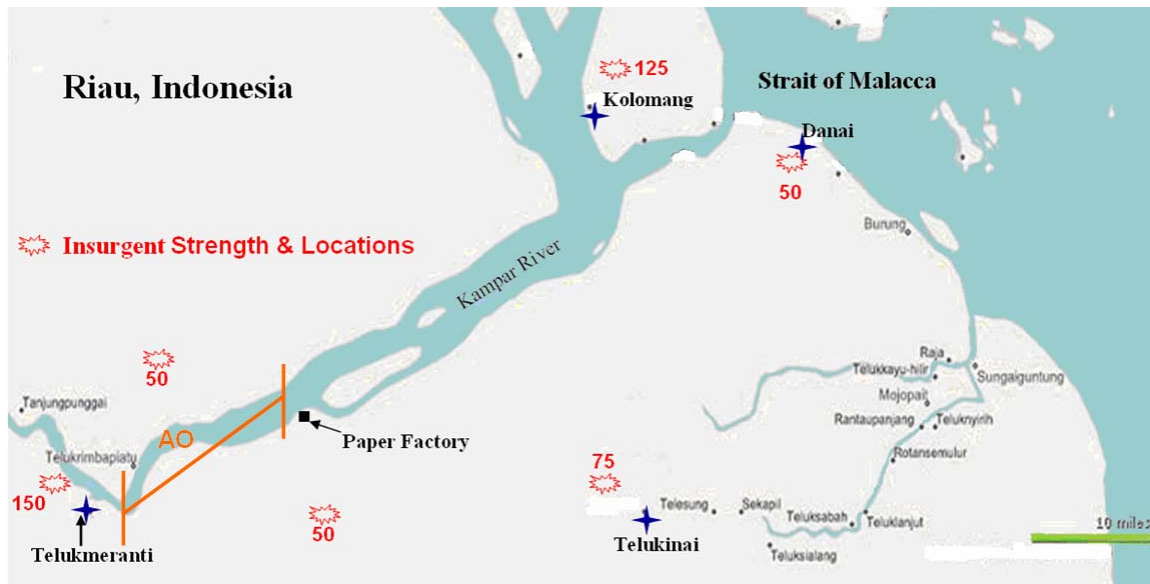 Riau, Indonesia
125
Kolomang
Strait of Malacca
Danai
50
Burung
Insurgent Strength & Locations
Kampar River
50
Raja
Telukkayu-hilir
Sungaiguntung
Mojopait
Tanjungpunggai
AO
Rantaupanjang
Teluknyirih
Paper Factory
Telukrimbapiatu
Rotansemulur
75
150
Telesung
Sekapil
Teluksabah
Teluklanjut
10 miles
50
Telukmeranti
Telukinai
Teluksialang